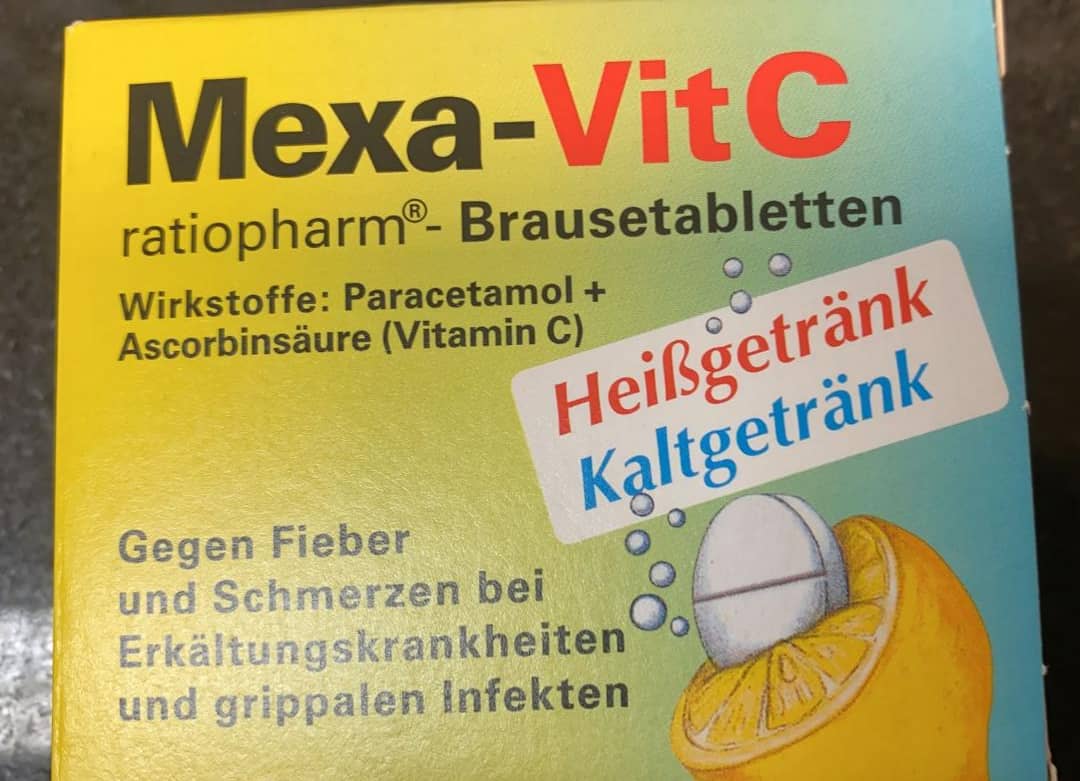 Mexa-Vit C
ratiopharm®- Brausetabletten
Wirkstoffe: Paracetamol +
Ascorbinsäure (Vitamin C)
Heißgetränk
Kaltgetränk
Gegen Fieber
und Schmerzen bei
Erkältungskrankheiten
und grippalen Infekten